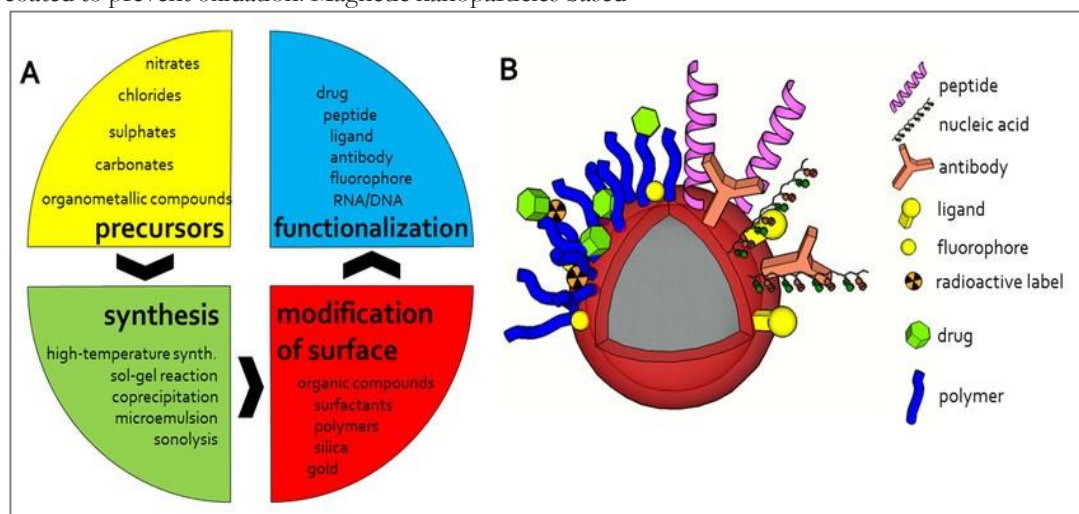 coated to prevent oxidation. Magnetic nanoparticles based
A
nitrates
chlorides
sulphates
carbonates
organometallic compounds
precursors
drug
peptide
ligand
antibody
fluorophore
RNA/DNA
functionalization
synthesis
high-temperature synth.
sol-gel reaction
coprecipitation
microemulsion
sonolysis
modification
of surface
organic compounds
surfactants
polymers
silica
gold
B
peptide
nucleic acid
antibody
ligand
fluorophore
radioactive label
drug
polymer